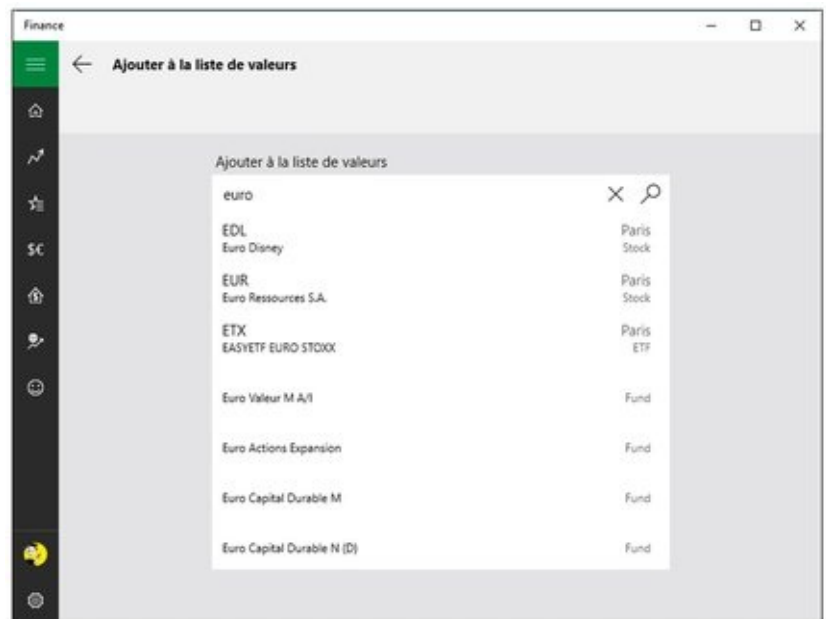 Finance
Ajouter à la liste de valeurs
Ajouter à la liste de valeurs
euro
EDL Paris
Euro Disney Stock
EUR Paris
Euro Ressources S.A. Stock
ETX Paris
EASYETF EURO STOXX ETF
Euro Valeur M A/I Fund
Euro Actions Expansion Fund
Euro Capital Durable M Fund
Euro Capital Durable N (D) Fund
$€